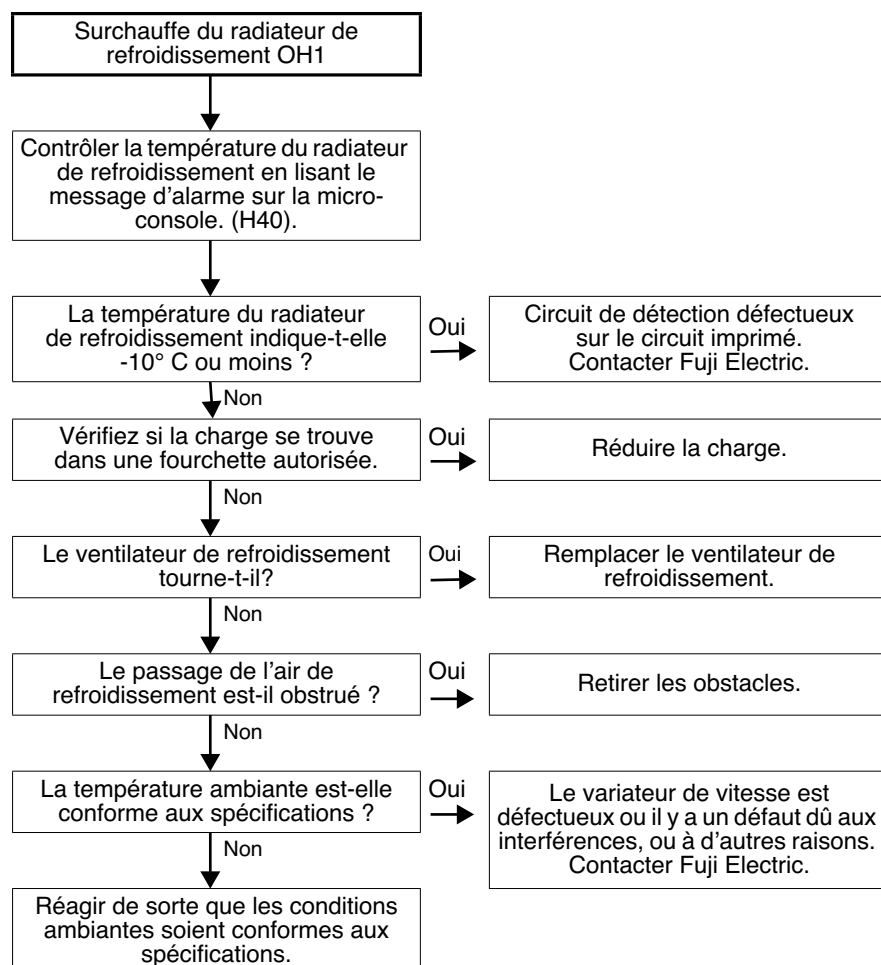 Surchauffe du radiateur de
refroidissement OH1
Contrôler la température du radiateur
de refroidissement en lisant le
message d'alarme sur la micro-
console. (H40).
La température du radiateur
de refroidissement indique-t-elle
-10° C ou moins ?
Oui
Circuit de détection défectueux
sur le circuit imprimé.
Contacter Fuji Electric.
Non
Vérifiez si la charge se trouve
dans une fourchette autorisée.
Oui
Réduire la charge.
Non
Le ventilateur de refroidissement
tourne-t-il?
Oui
Remplacer le ventilateur de
refroidissement.
Non
Le passage de l'air de
refroidissement est-il obstrué ?
Oui
Retirer les obstacles.
Non
La température ambiante est-elle
conforme aux spécifications ?
Oui
Le variateur de vitesse est
défectueux ou il y a un défaut dû aux
interférences, ou à d'autres raisons.
Contacter Fuji Electric.
Non
Réagir de sorte que les conditions
ambiantes soient conformes aux
spécifications.